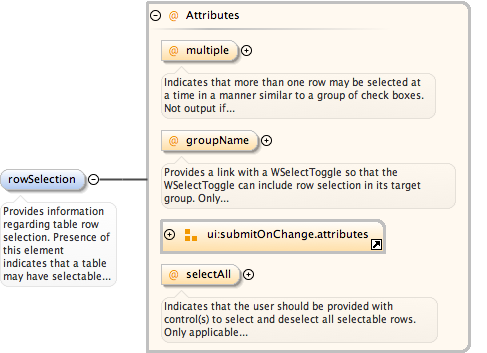 Attributes
@ multiple
Indicates that more than one row may be selected at
a time in a manner similar to a group of check boxes.
Not output if...
@ groupName
Provides a link with a WSelectToggle so that the
WSelectToggle can include row selection in its target
group. Only...
rowSelection
Provides information
regarding table row
selection. Presence of
this element
indicates that a table
may have selectable...
ui:submitOnChange.attributes
@ selectAll
Indicates that the user should be provided with
control(s) to select and deselect all selectable rows.
Only applicable...